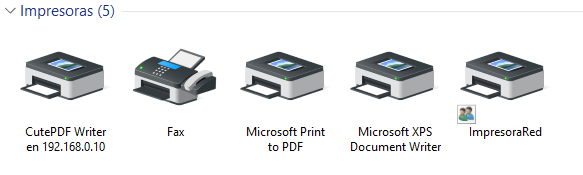 Impresoras (5)
CutePDF Writer
en 192.168.0.10
Fax
Microsoft Print
to PDF
Microsoft XPS
Document Writer
ImpresoraRed